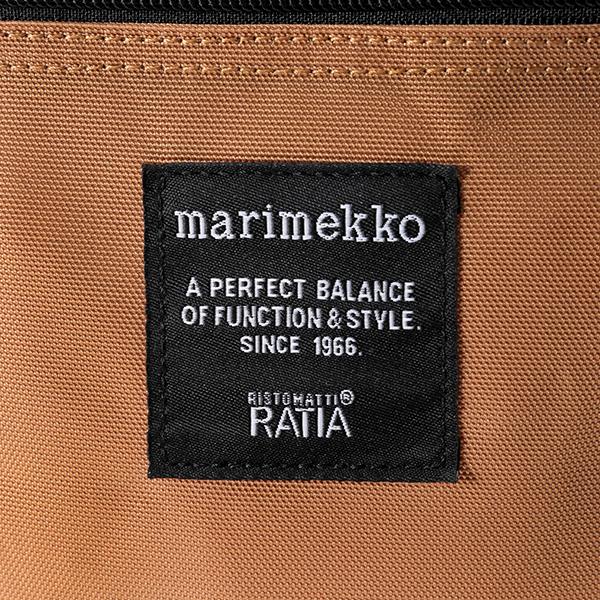 marimekko
A PERFECT BALANCE
OF FUNCTION & STYLE.
SINCE 1966.
RISTOMATTI®
RATIA